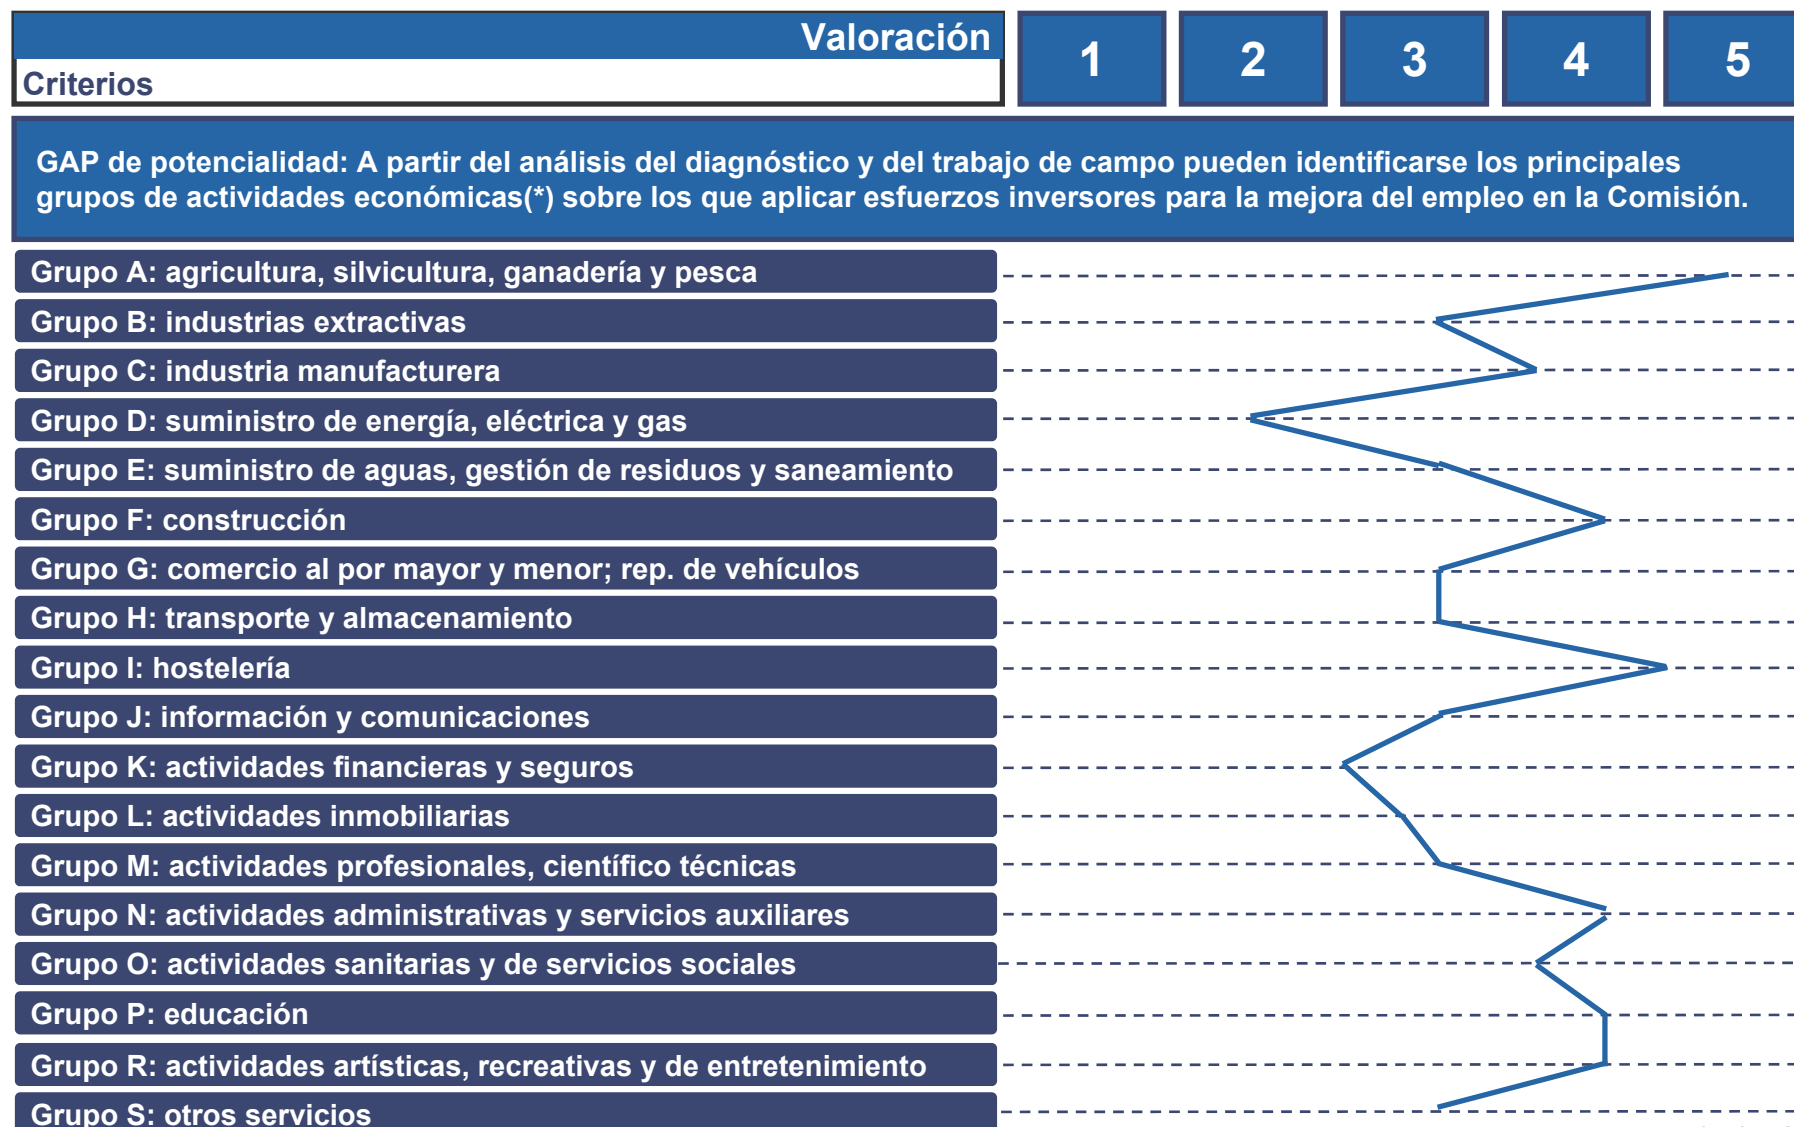 Valoración
Criterios
1 2 3 4 5
GAP de potencialidad: A partir del análisis del diagnóstico y del trabajo de campo pueden identificarse los principales
grupos de actividades económicas(*) sobre los que aplicar esfuerzos inversores para la mejora del empleo en la Comisión.
Grupo A: agricultura, silvicultura, ganadería y pesca
Grupo B: industrias extractivas
Grupo C: industria manufacturera
Grupo D: suministro de energía, eléctrica y gas
Grupo E: suministro de aguas, gestión de residuos y saneamiento
Grupo F: construcción
Grupo G: comercio al por mayor y menor; rep. de vehículos
Grupo H: transporte y almacenamiento
Grupo I: hostelería
Grupo J: información y comunicaciones
Grupo K: actividades financieras y seguros
Grupo L: actividades inmobiliarias
Grupo M: actividades profesionales, científico técnicas
Grupo N: actividades administrativas y servicios auxiliares
Grupo O: actividades sanitarias y de servicios sociales
Grupo P: educación
Grupo R: actividades artísticas, recreativas y de entretenimiento
Grupo S: otros servicios